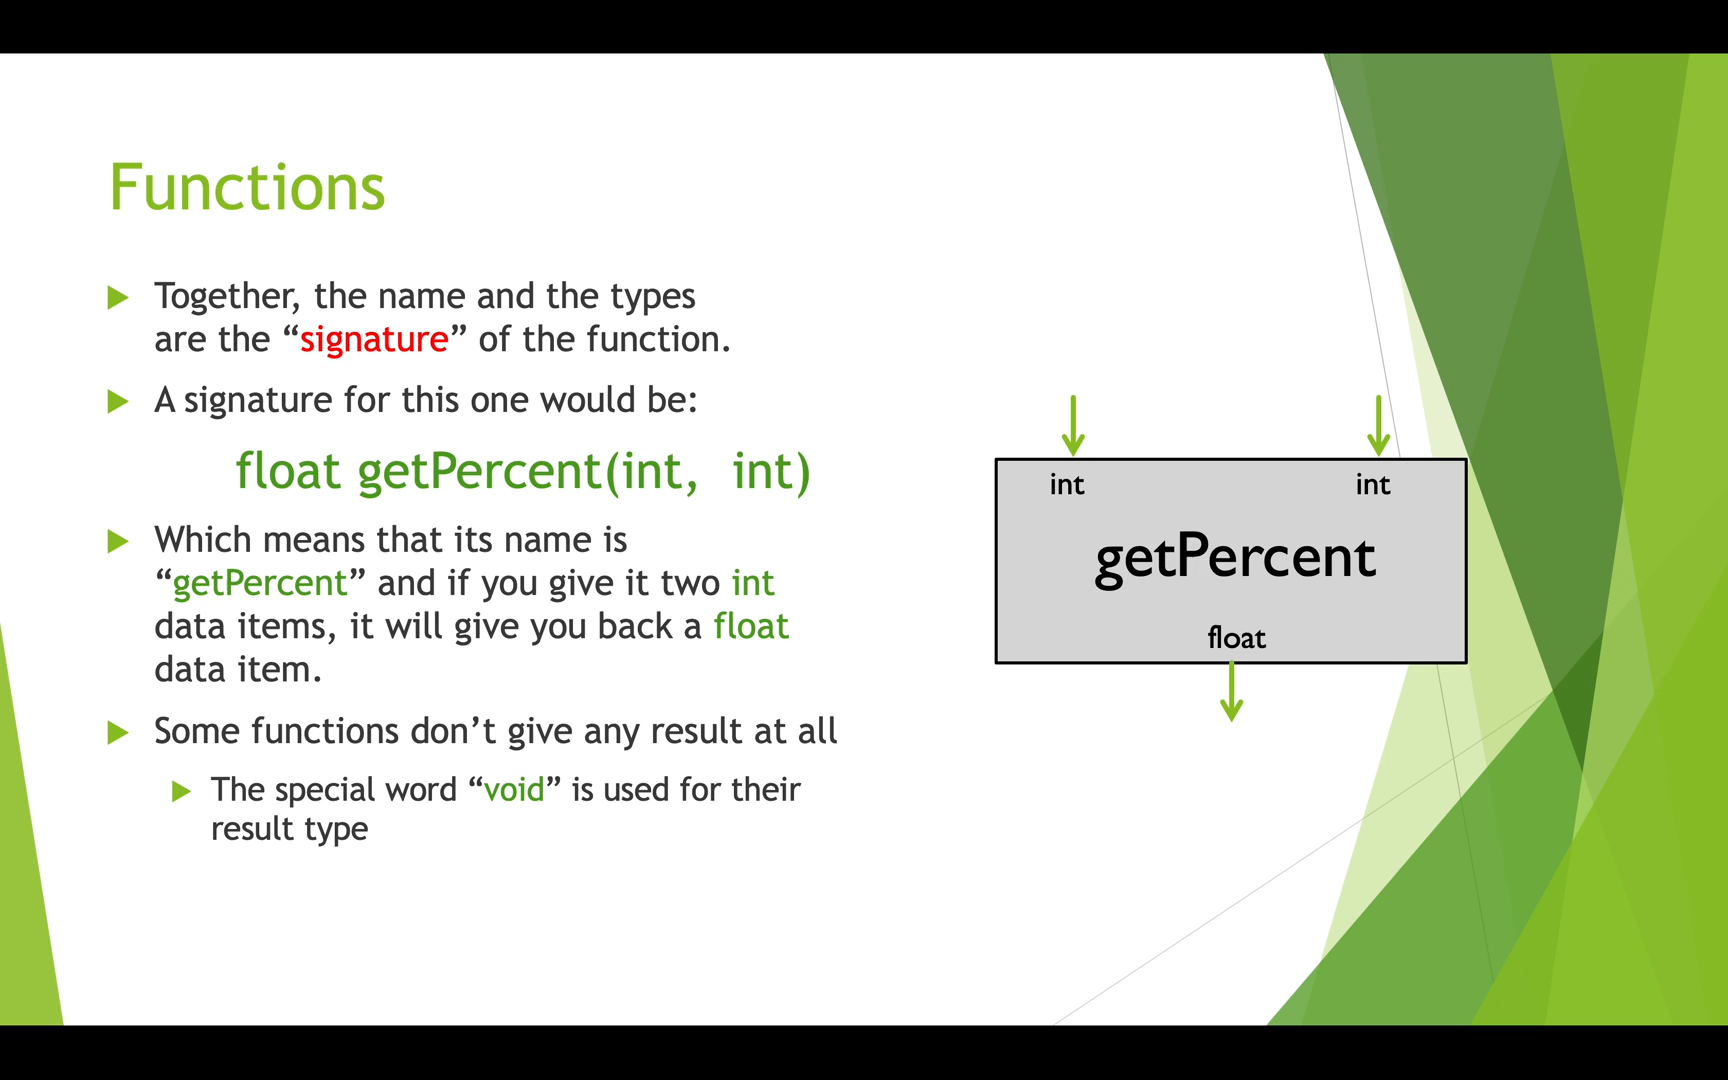 Functions
Together, the name and the types
are the “signature” of the function.
A signature for this one would be:
float getPercent(int,  int)
Which means that its name is
“getPercent” and if you give it two int
data items, it will give you back a float
data item.
Some functions don’t give any result at all
The special word “void” is used for their
result type
int int
getPercent
float